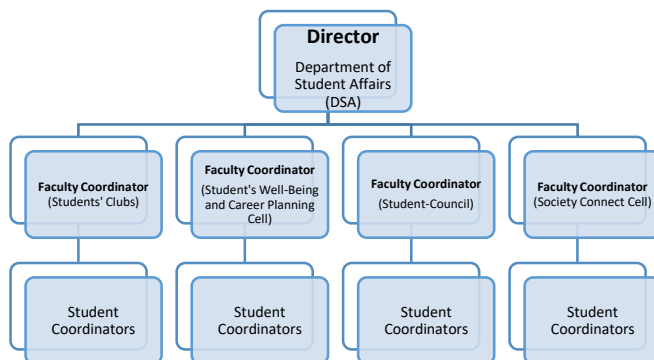 Director
Department of
Student Affairs
(DSA)
Faculty Coordinator
(Students' Clubs)
Faculty Coordinator
(Student's Well-Being
and Career Planning
Cell)
Faculty Coordinator
(Student-Council)
Faculty Coordinator
(Society Connect Cell)
Student
Coordinators
Student
Coordinators
Student
Coordinators
Student
Coordinators